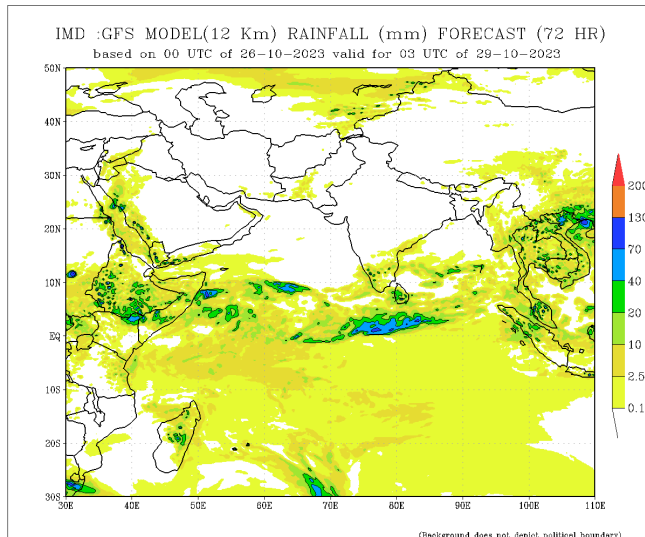 IMD :GFS MODEL(12 Km) RAINFALL (mm) FORECAST (72 HR)
based on 00 UTC of 26-10-2023 valid for 03 UTC of 29-10-2023
50N
40N
30N
20N
10N
EQ
10S
20S
30S
30E 40E 50E 60E 70E 80E 90E 100E 110E
200
130
70
40
20
10
2.5
0.1
(Background does not depict political boundary)